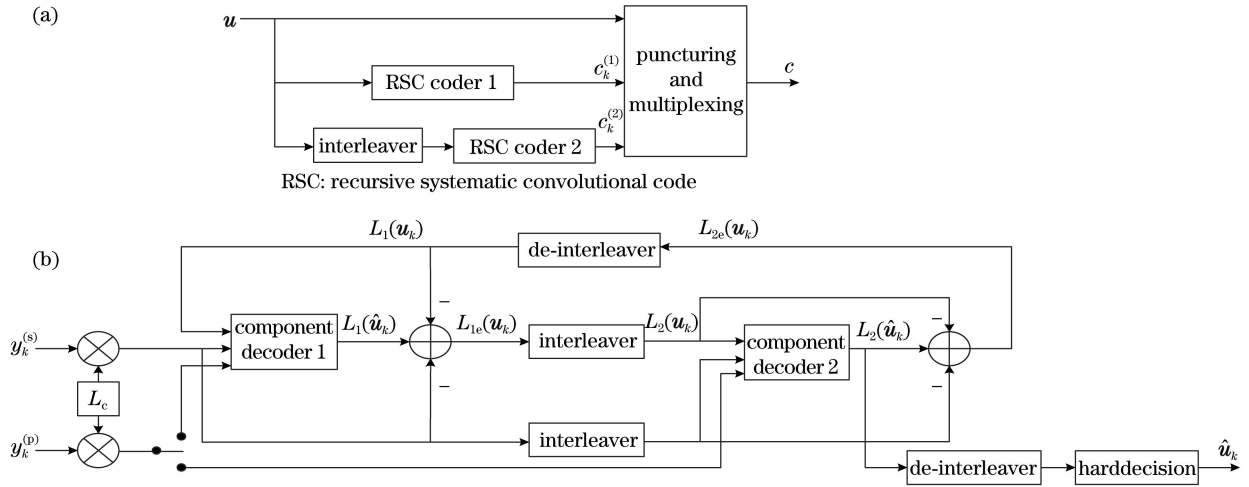 (a)
u
RSC coder 1
c_k^(1)
puncturing
and
multiplexing
c
interleaver
RSC coder 2
c_k^(2)
RSC: recursive systematic convolutional code
(b)
L_1(u_k)
de-interleaver
L_2e(u_k)
y_k^(s)
component
decoder 1
L_1(û_k)
−
L_1e(u_k)
interleaver
L_2(u_k)
component
decoder 2
L_2(û_k)
−
L_c
−
−
y_k^(p)
interleaver
de-interleaver
harddecision
û_k